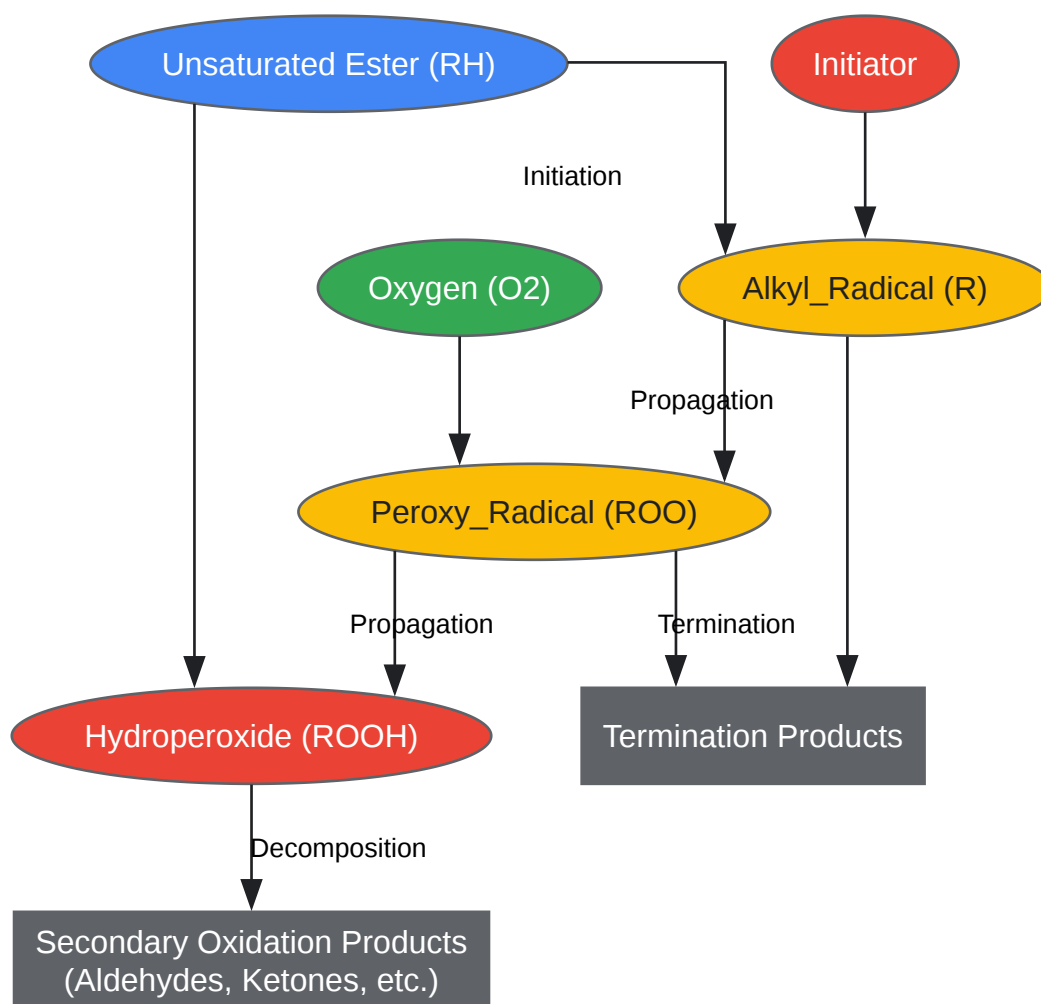 Unsaturated Ester (RH)
Initiator
Initiation
Oxygen (O2)
Alkyl_Radical (R)
Propagation
Peroxy_Radical (ROO)
Propagation
Termination
Hydroperoxide (ROOH)
Termination Products
Decomposition
Secondary Oxidation Products
(Aldehydes, Ketones, etc.)